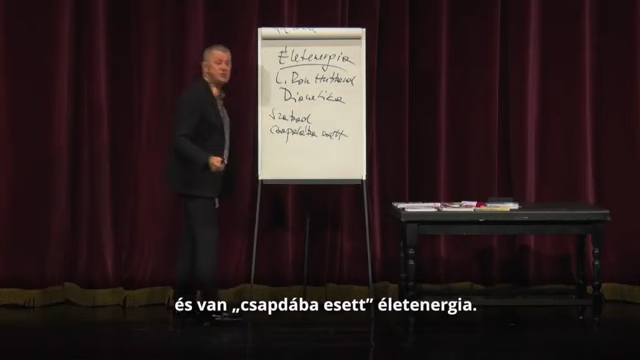 Életenergia
L. Ron Hubbard
Dianetika
Szabad
csapdába esett
és van „csapdába esett” életenergia.